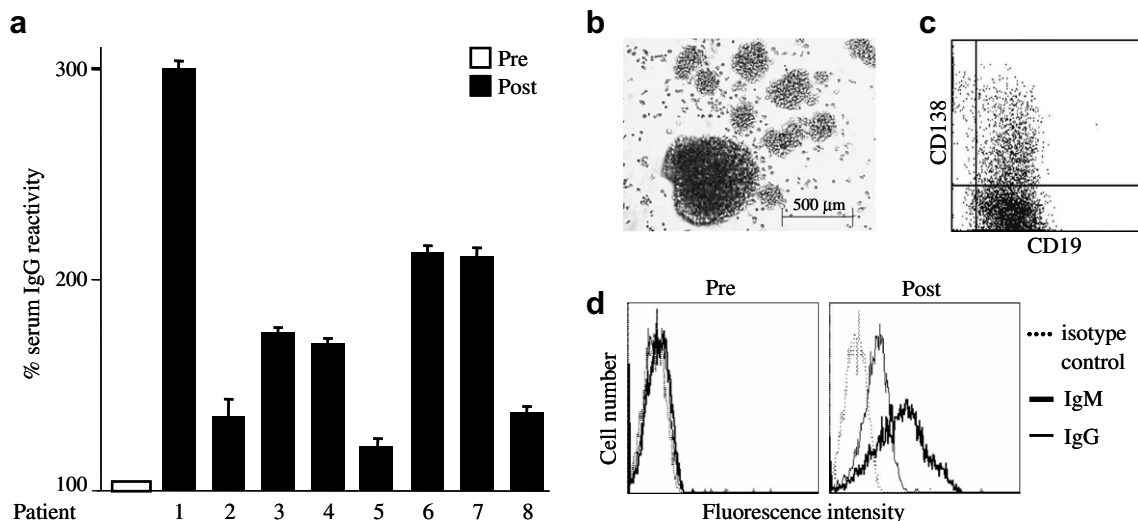 a
% serum IgG reactivity
300
200
100
Pre
Post
Patient 1 2 3 4 5 6 7 8
b
500 µm
c
CD138
CD19
d
Pre Post
Cell number
Fluorescence intensity
isotype
control
IgM
IgG